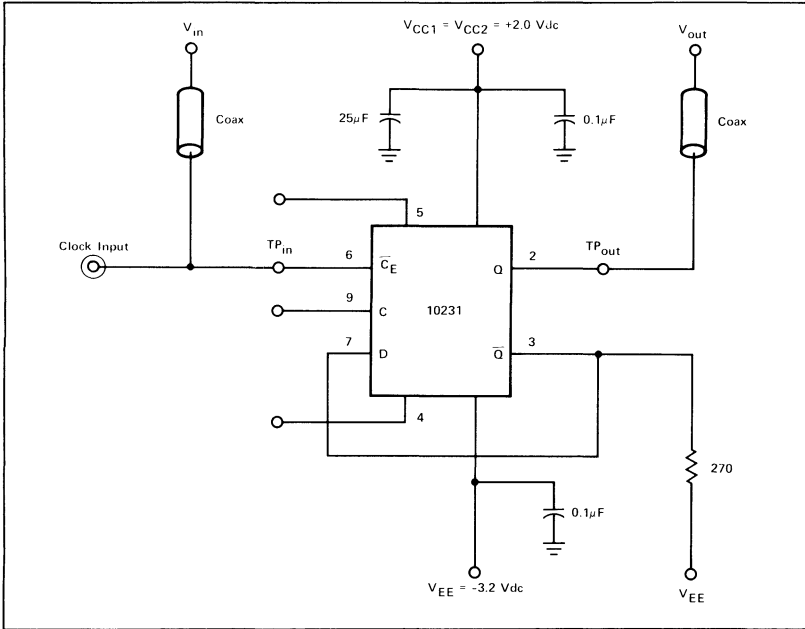 V_in
V_CC1 = V_CC2 = +2.0 Vdc
V_out
Coax
25μF
0.1μF
Coax
5
Clock Input
TP_in
6
C̅_E
Q
2
TP_out
9
C
10231
7
D
Q̅
3
4
270
0.1μF
V_EE = -3.2 Vdc
V_EE